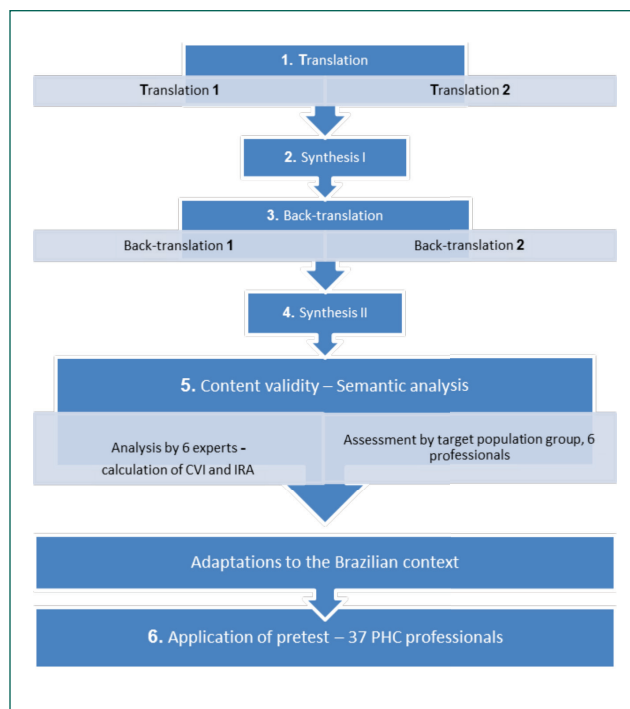 1. Translation
Translation 1
Translation 2
2. Synthesis I
3. Back-translation
Back-translation 1
Back-translation 2
4. Synthesis II
5. Content validity – Semantic analysis
Analysis by 6 experts -
calculation of CVI and IRA
Assessment by target population group, 6
professionals
Adaptations to the Brazilian context
6. Application of pretest – 37 PHC professionals